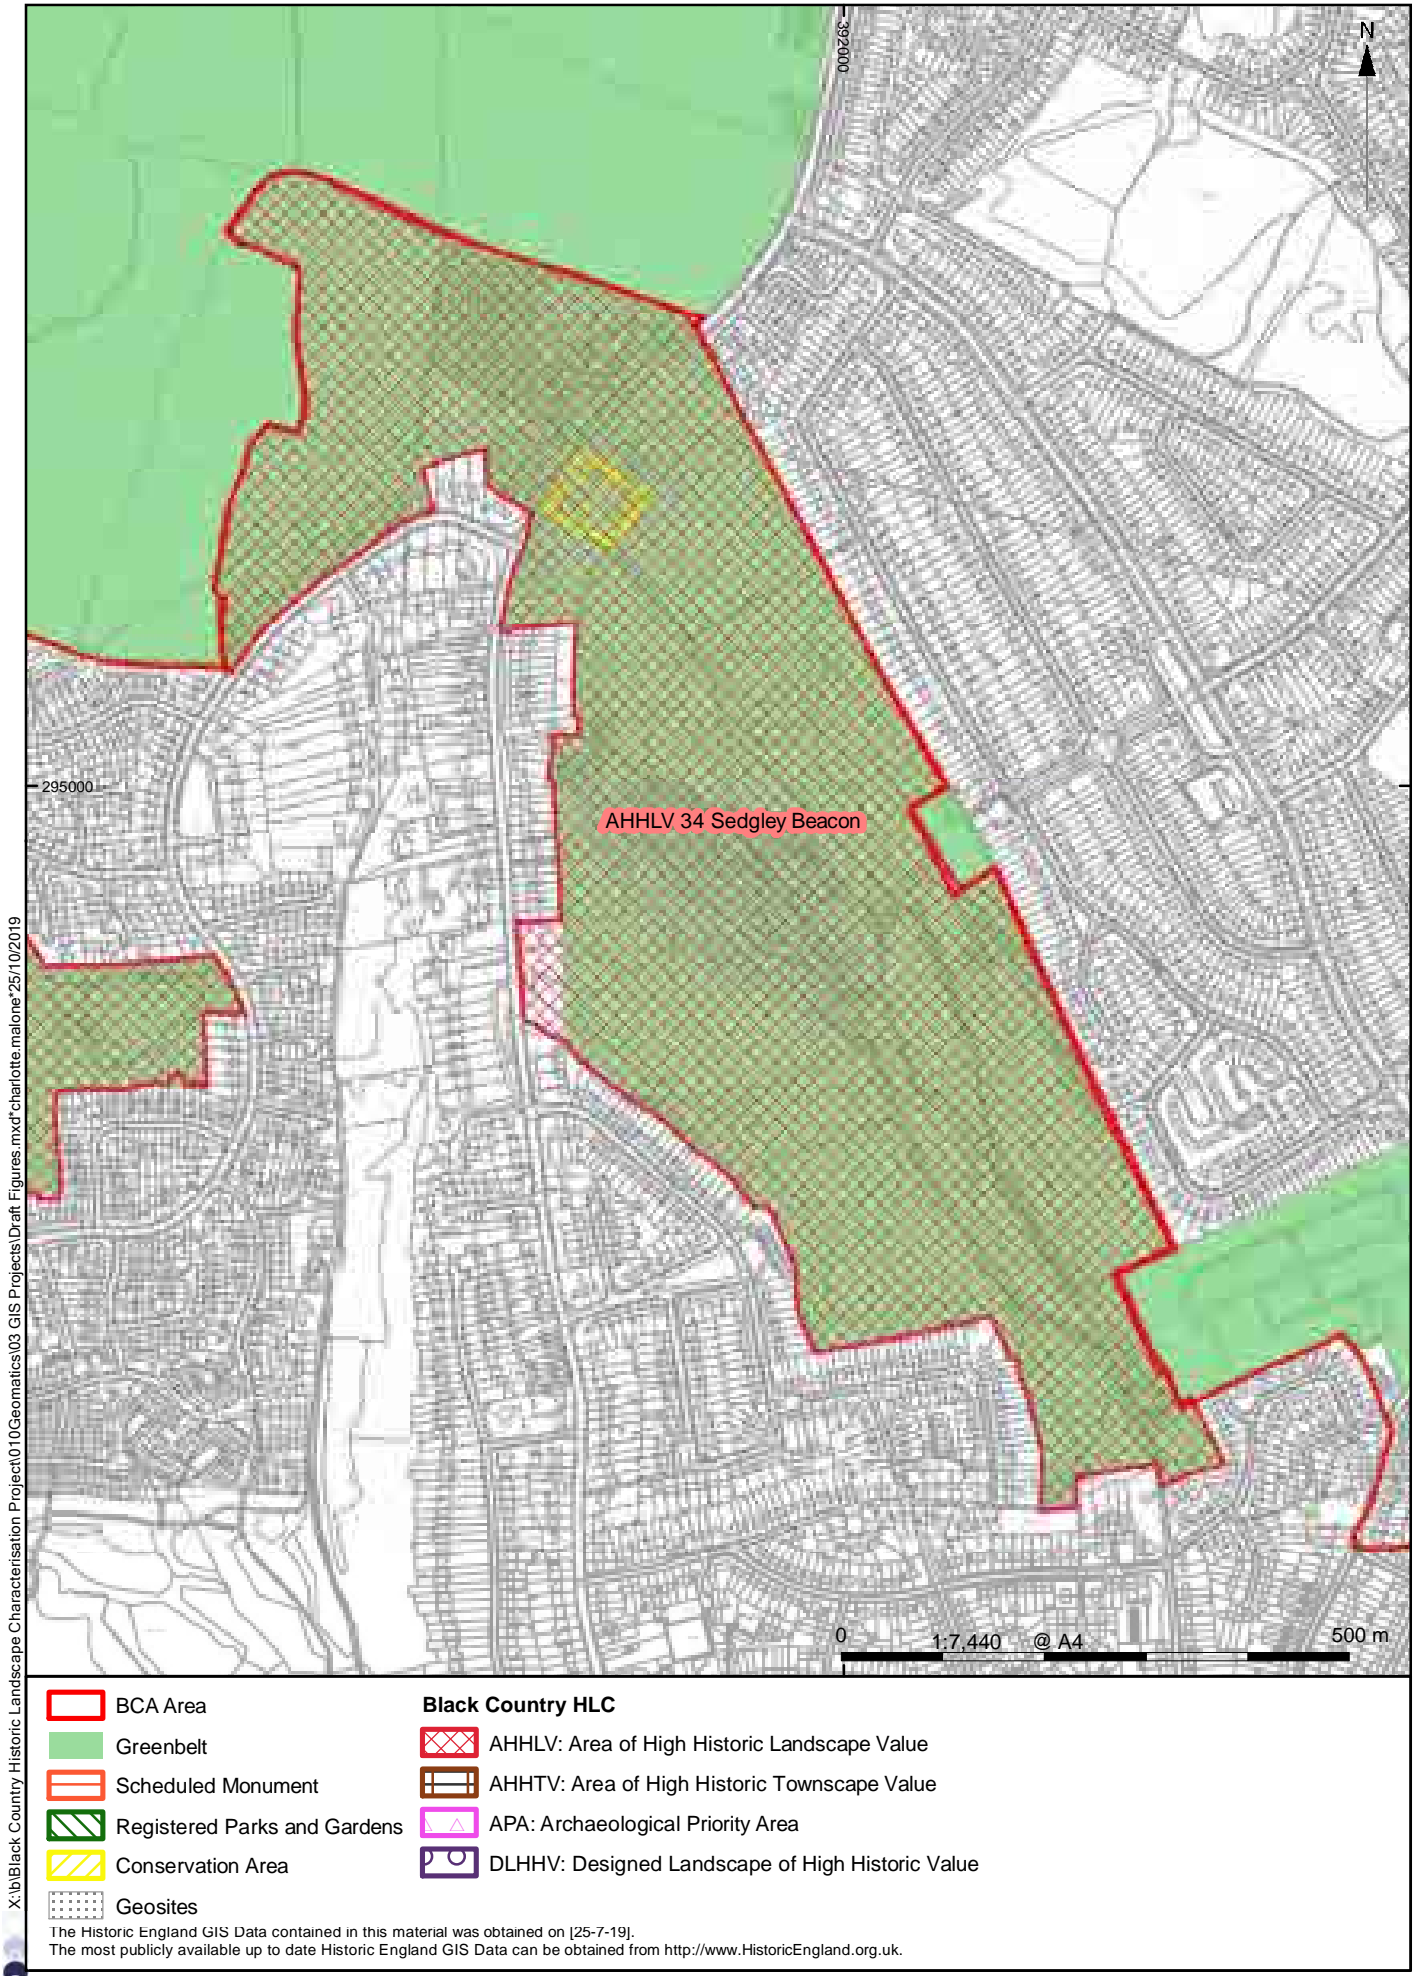 392000
N
295000
AHHLV 34 Sedgley Beacon
0
1:7,440 @ A4
500 m
X:\b\Black Country Historic Landscape Characterisation Project\010Geomatics\03 GIS Projects\Draft Figures.mxd*charlotte.malone*25/10/2019
BCA Area
Greenbelt
Scheduled Monument
Registered Parks and Gardens
Conservation Area
Geosites
Black Country HLC
AHHLV: Area of High Historic Landscape Value
AHHTV: Area of High Historic Townscape Value
APA: Archaeological Priority Area
DLHHV: Designed Landscape of High Historic Value
The Historic England GIS Data contained in this material was obtained on [25-7-19].
The most publicly available up to date Historic England GIS Data can be obtained from http://www.HistoricEngland.org.uk.